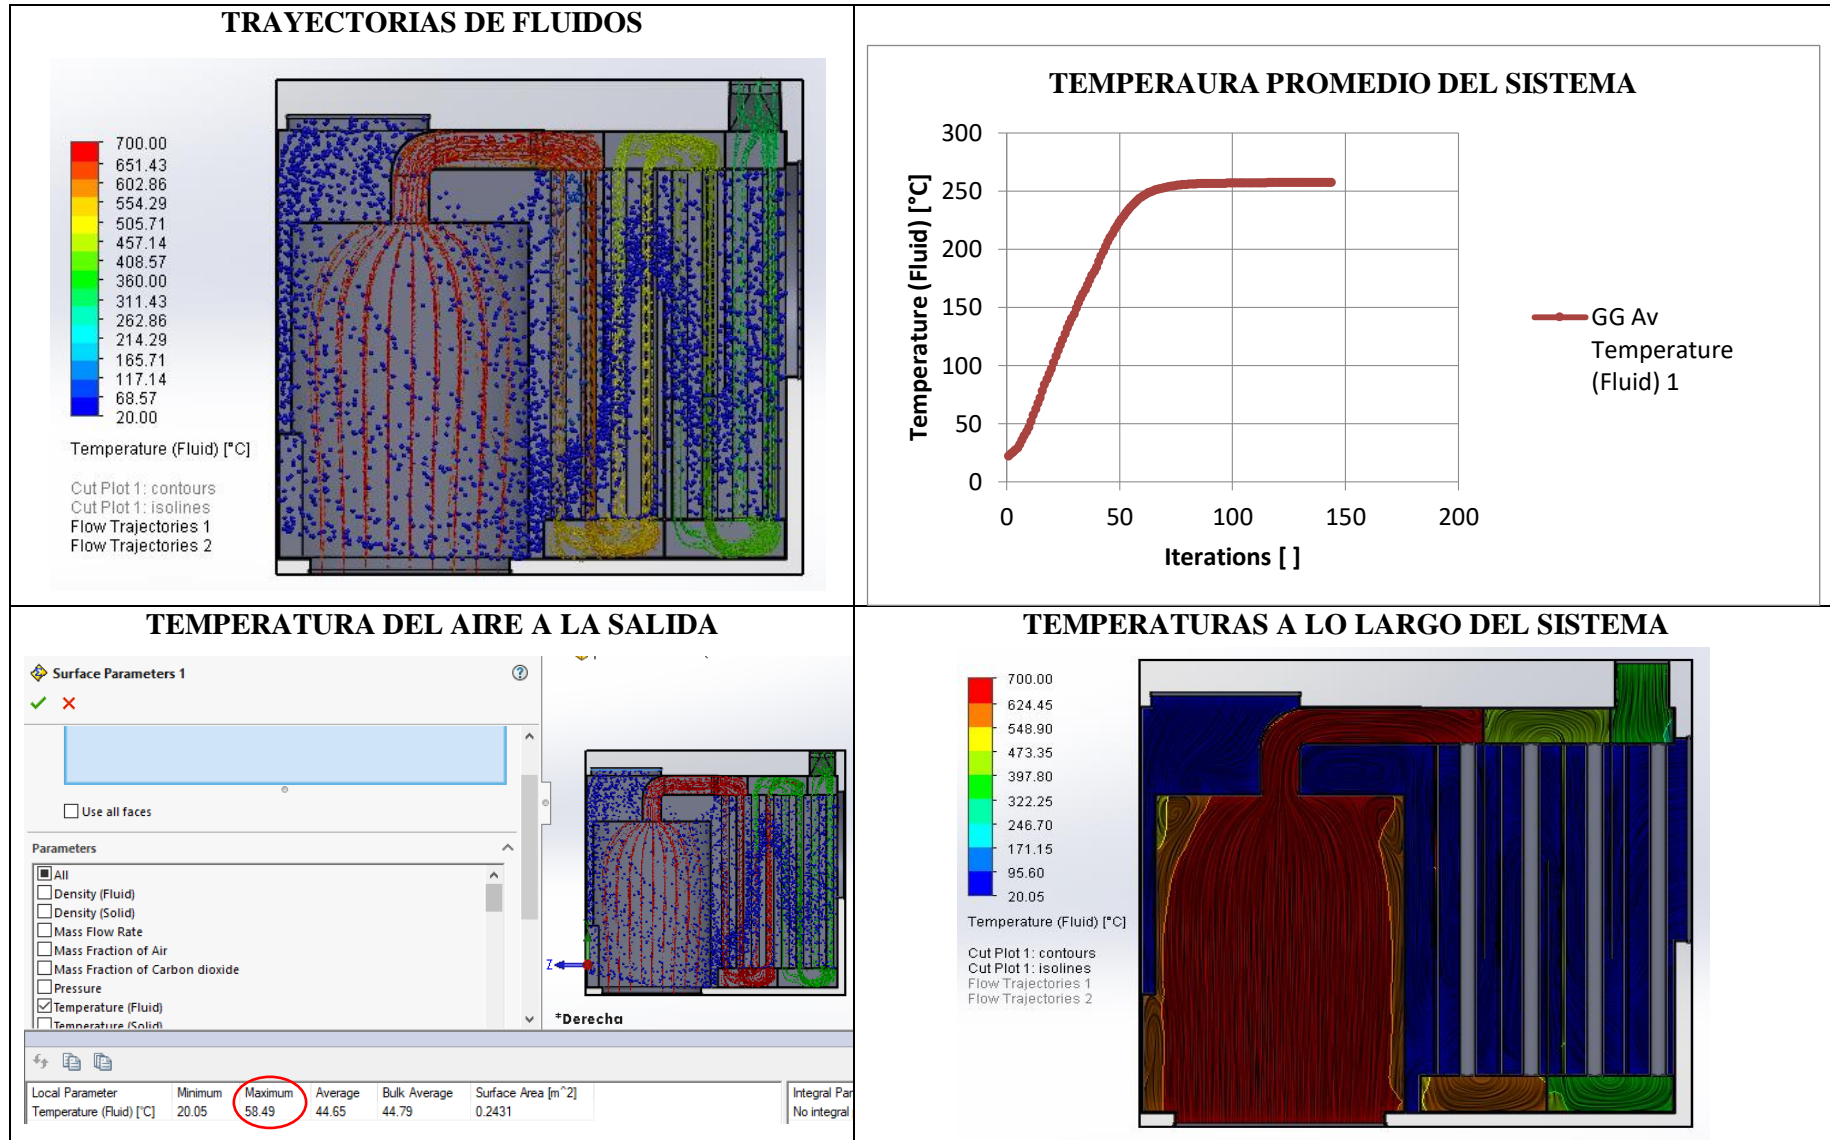 TRAYECTORIAS DE FLUIDOS
700.00
651.43
602.86
554.29
505.71
457.14
408.57
360.00
311.43
262.86
214.29
165.71
117.14
68.57
20.00
Temperature (Fluid) [°C]
Cut Plot 1: contours
Cut Plot 1: isolines
Flow Trajectories 1
Flow Trajectories 2
TEMPERAURA PROMEDIO DEL SISTEMA
Temperature (Fluid) [°C]
300
250
200
150
100
50
0
0 50 100 150 200
Iterations [ ]
GG Av
Temperature
(Fluid) 1
TEMPERATURA DEL AIRE A LA SALIDA
Surface Parameters 1
Use all faces
Parameters
All
Density (Fluid)
Density (Solid)
Mass Flow Rate
Mass Fraction of Air
Mass Fraction of Carbon dioxide
Pressure
Temperature (Fluid)
Temperature (Solid)
Z
*Derecha
Local Parameter Minimum Maximum Average Bulk Average Surface Area [m^2]
Temperature (Fluid) [°C] 20.05 58.49 44.65 44.79 0.2431
Integral Par
No integral
TEMPERATURAS A LO LARGO DEL SISTEMA
700.00
624.45
548.90
473.35
397.80
322.25
246.70
171.15
95.60
20.05
Temperature (Fluid) [°C]
Cut Plot 1: contours
Cut Plot 1: isolines
Flow Trajectories 1
Flow Trajectories 2